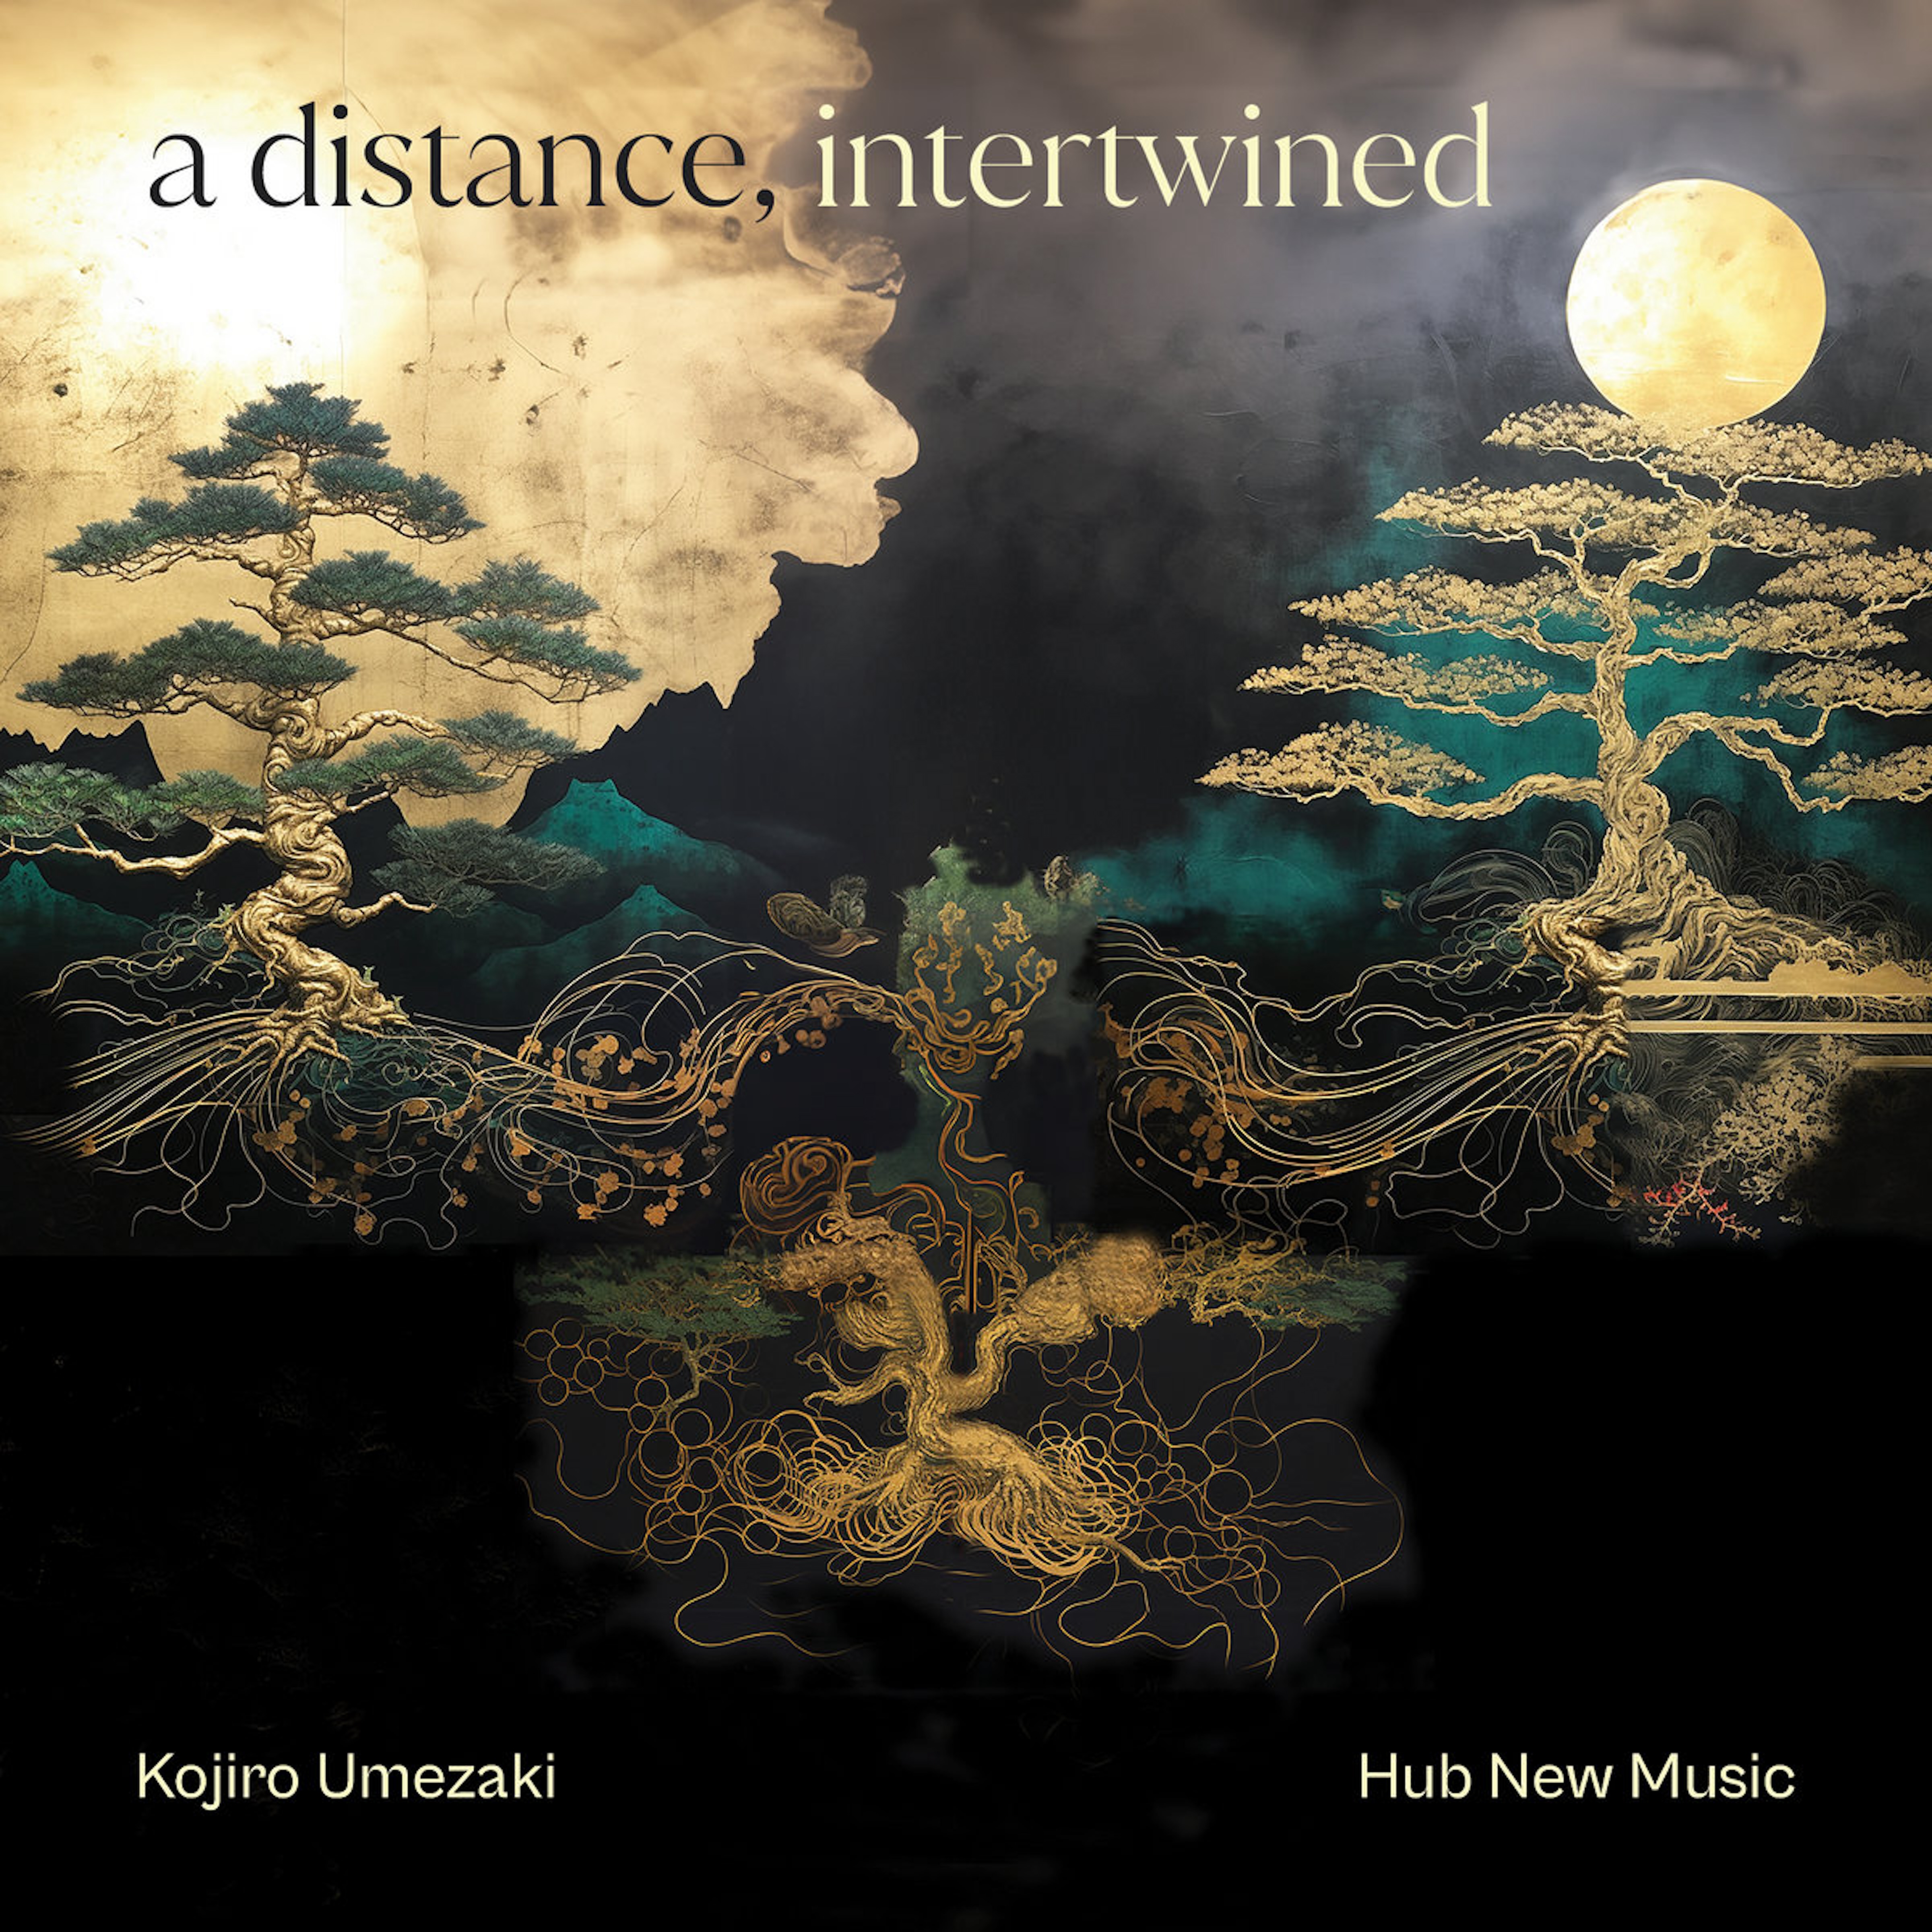 a distance, intertwined
Kojiro Umezaki
Hub New Music